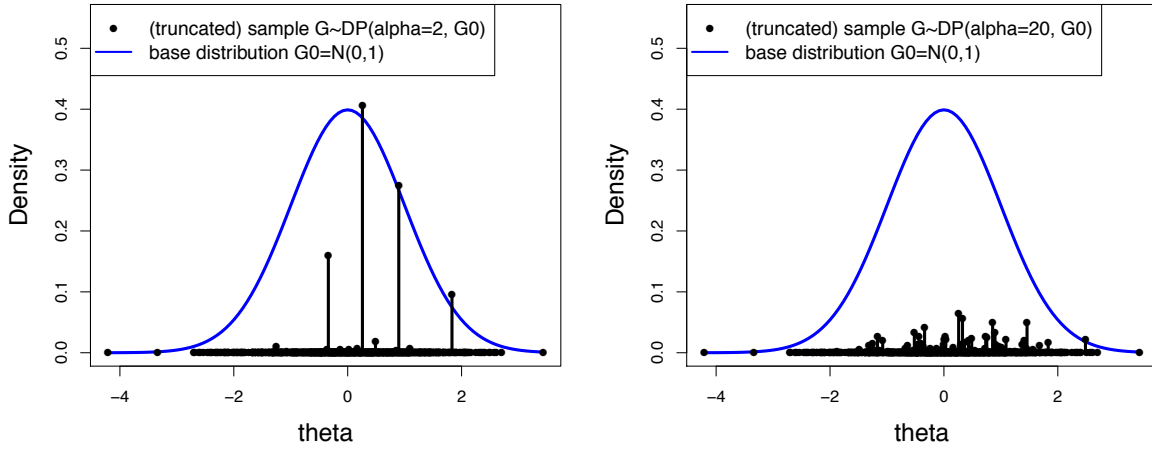 (truncated) sample G~DP(alpha=2, G0)
base distribution G0=N(0,1)
Density
0.0
0.1
0.2
0.3
0.4
0.5
−4
−2
0
2
theta
(truncated) sample G~DP(alpha=20, G0)
base distribution G0=N(0,1)
Density
0.0
0.1
0.2
0.3
0.4
0.5
−4
−2
0
2
theta